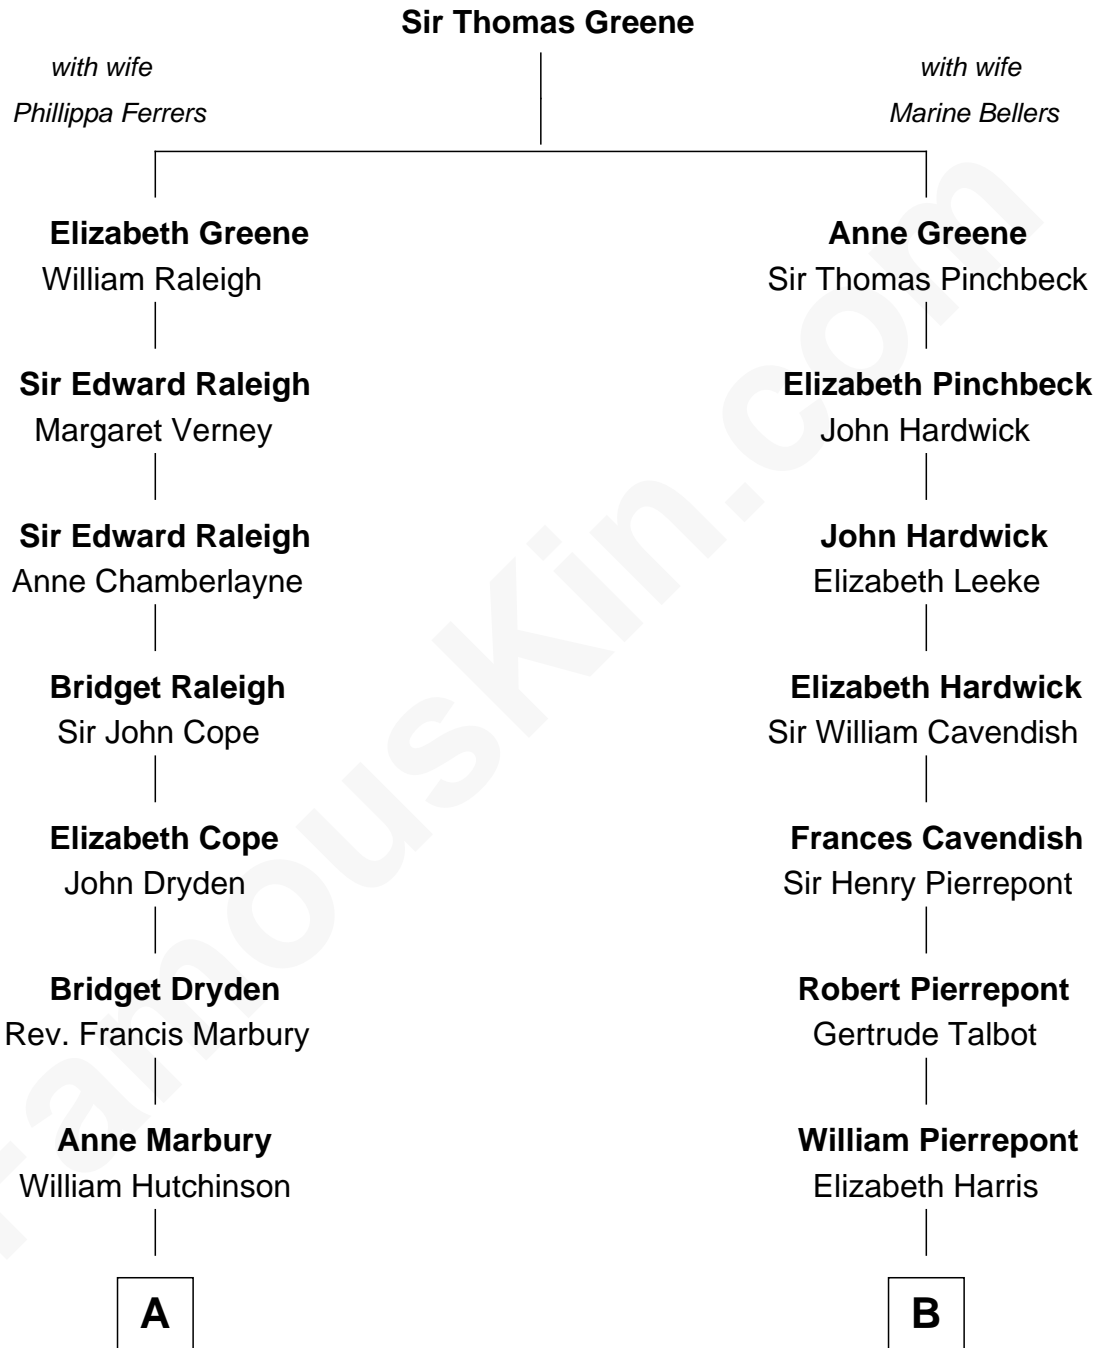 Sir Thomas Greene
with wife
Phillippa Ferrers
with wife
Marine Bellers
Elizabeth Greene
William Raleigh
Sir Edward Raleigh
Margaret Verney
Sir Edward Raleigh
Anne Chamberlayne
Bridget Raleigh
Sir John Cope
Elizabeth Cope
John Dryden
Bridget Dryden
Rev. Francis Marbury
Anne Marbury
William Hutchinson
A
Anne Greene
Sir Thomas Pinchbeck
Elizabeth Pinchbeck
John Hardwick
John Hardwick
Elizabeth Leeke
Elizabeth Hardwick
Sir William Cavendish
Frances Cavendish
Sir Henry Pierrepont
Robert Pierrepont
Gertrude Talbot
William Pierrepont
Elizabeth Harris
B
FamousKin.com